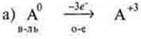 а) A⁰ —−3e⁻→ A⁺³
в-ль о-е